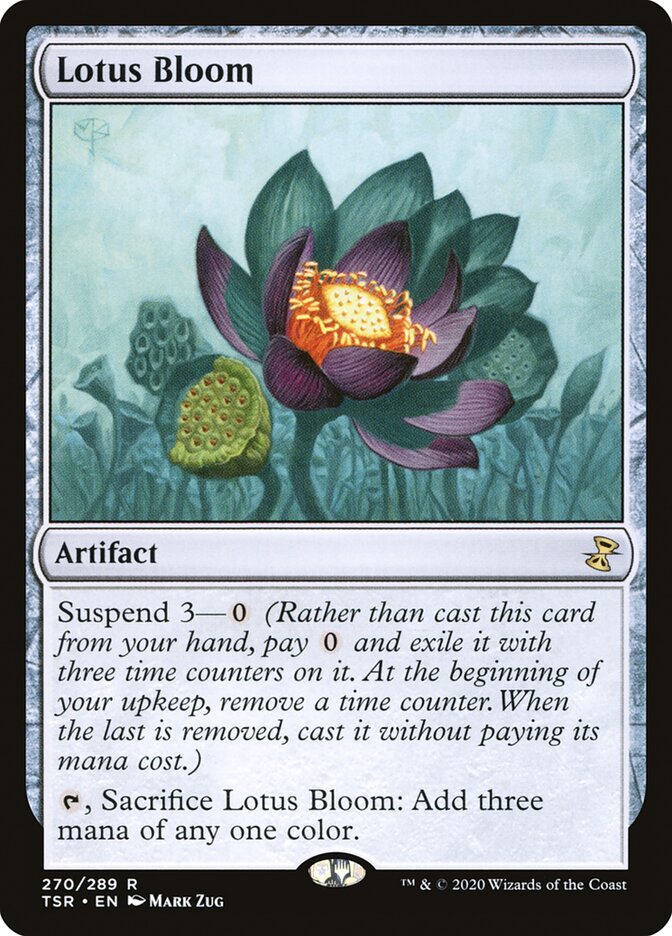 Lotus Bloom
Artifact
Suspend 3—0 (Rather than cast this card
from your hand, pay 0 and exile it with
three time counters on it. At the beginning of
your upkeep, remove a time counter. When
the last is removed, cast it without paying its
mana cost.)
, Sacrifice Lotus Bloom: Add three
mana of any one color.
270/289 R
TSR • EN Mark Zug
™ & © 2020 Wizards of the Coast